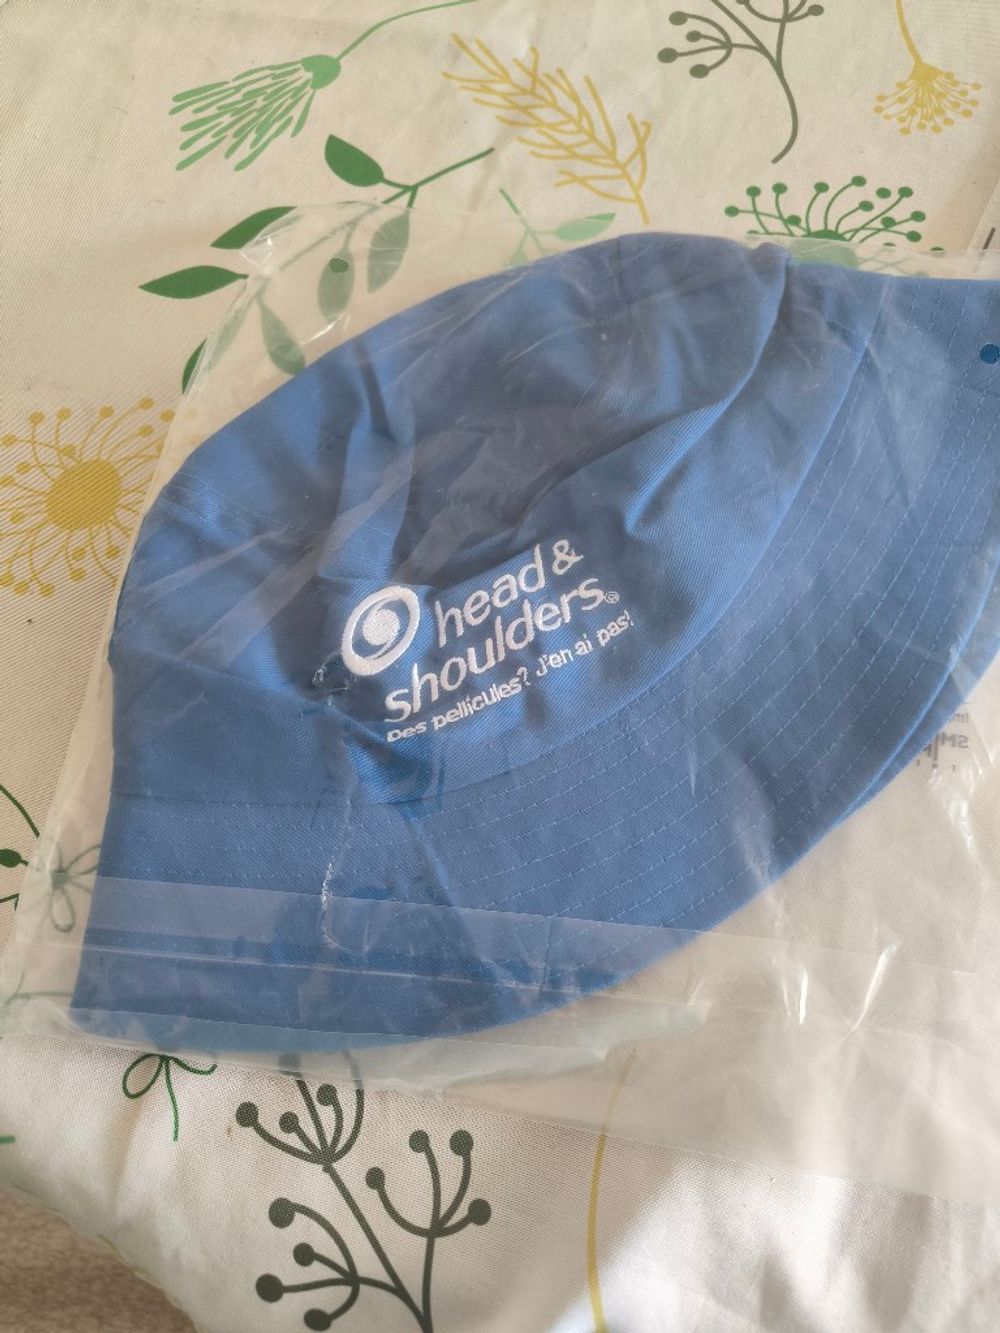 head &
shoulders®
Des pellicules? J'en ai pas!